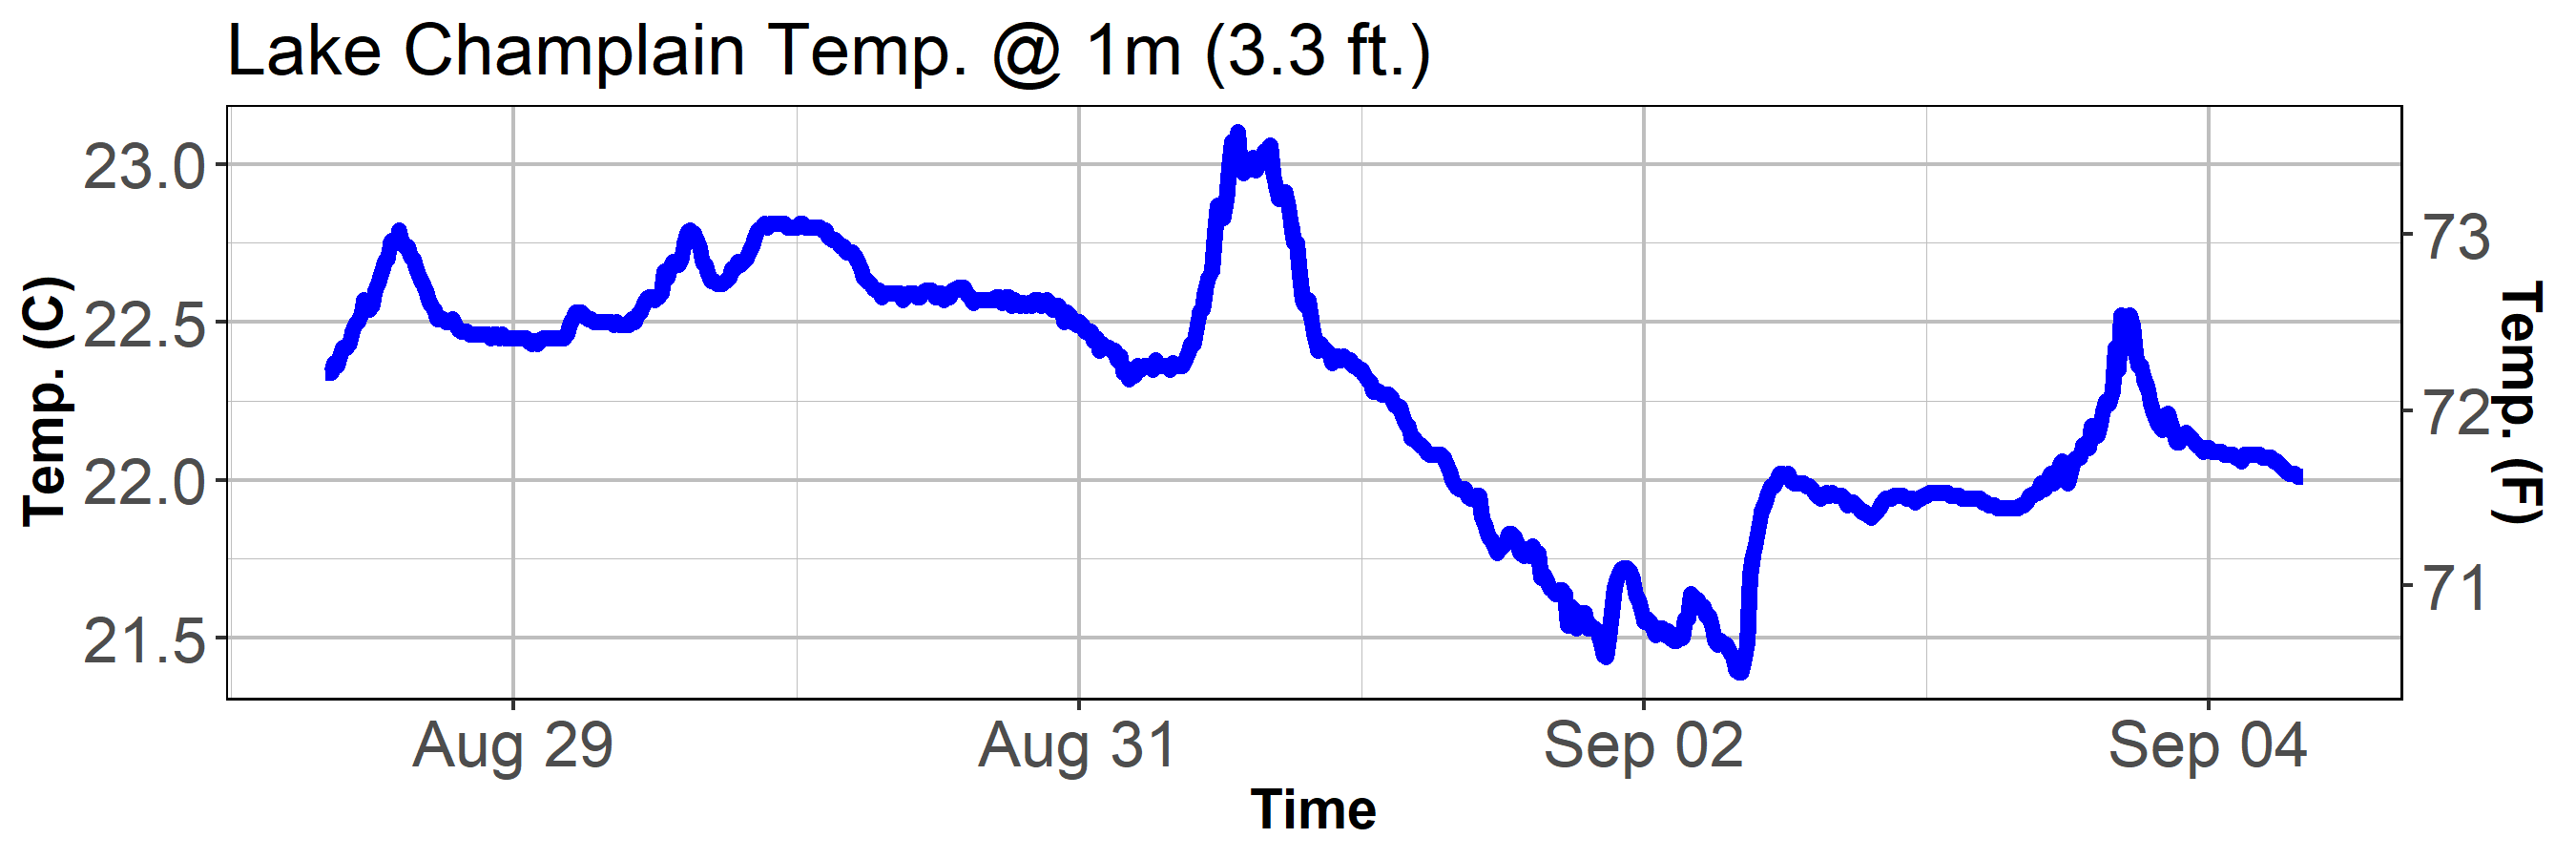 Lake Champlain Temp. @ 1m (3.3 ft.)
Temp. (C)
23.0
22.5
22.0
21.5
73
72
71
Temp. (F)
Aug 29
Aug 31
Sep 02
Sep 04
Time